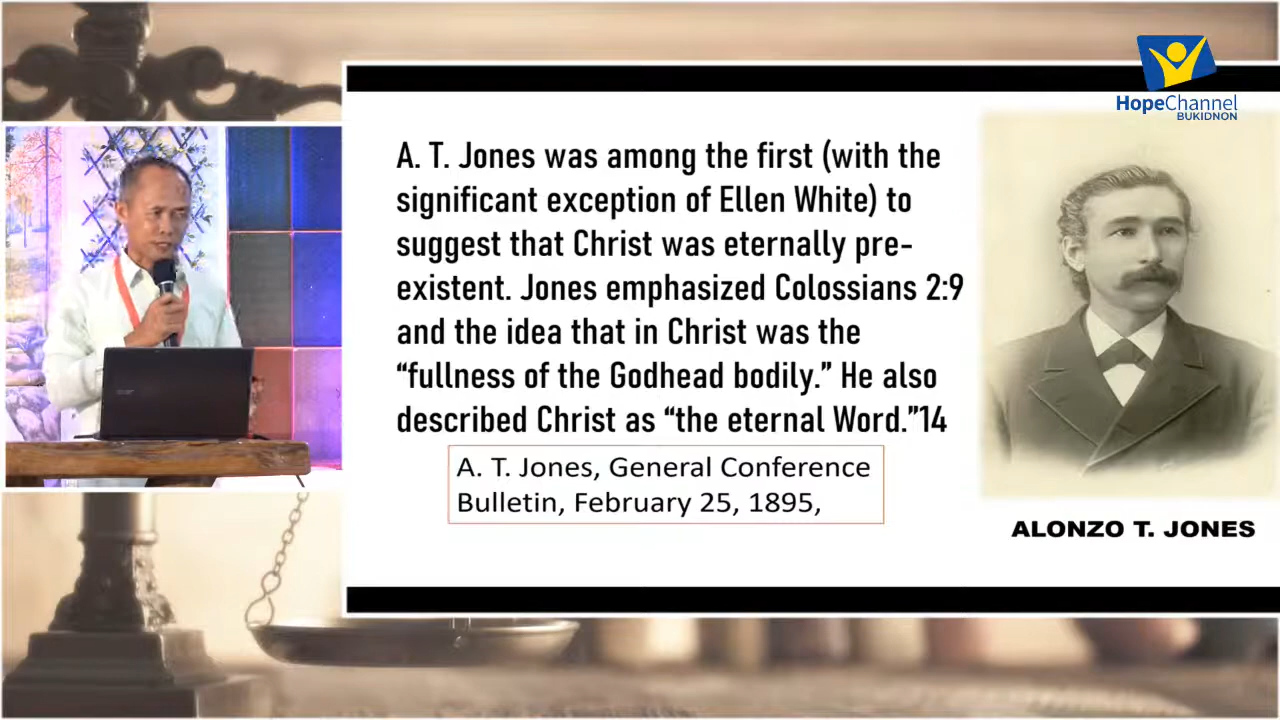 HopeChannel
BUKIDNON
A. T. Jones was among the first (with the
significant exception of Ellen White) to
suggest that Christ was eternally pre-
existent. Jones emphasized Colossians 2:9
and the idea that in Christ was the
“fullness of the Godhead bodily.” He also
described Christ as “the eternal Word.”14
A. T. Jones, General Conference
Bulletin, February 25, 1895,
ALONZO T. JONES